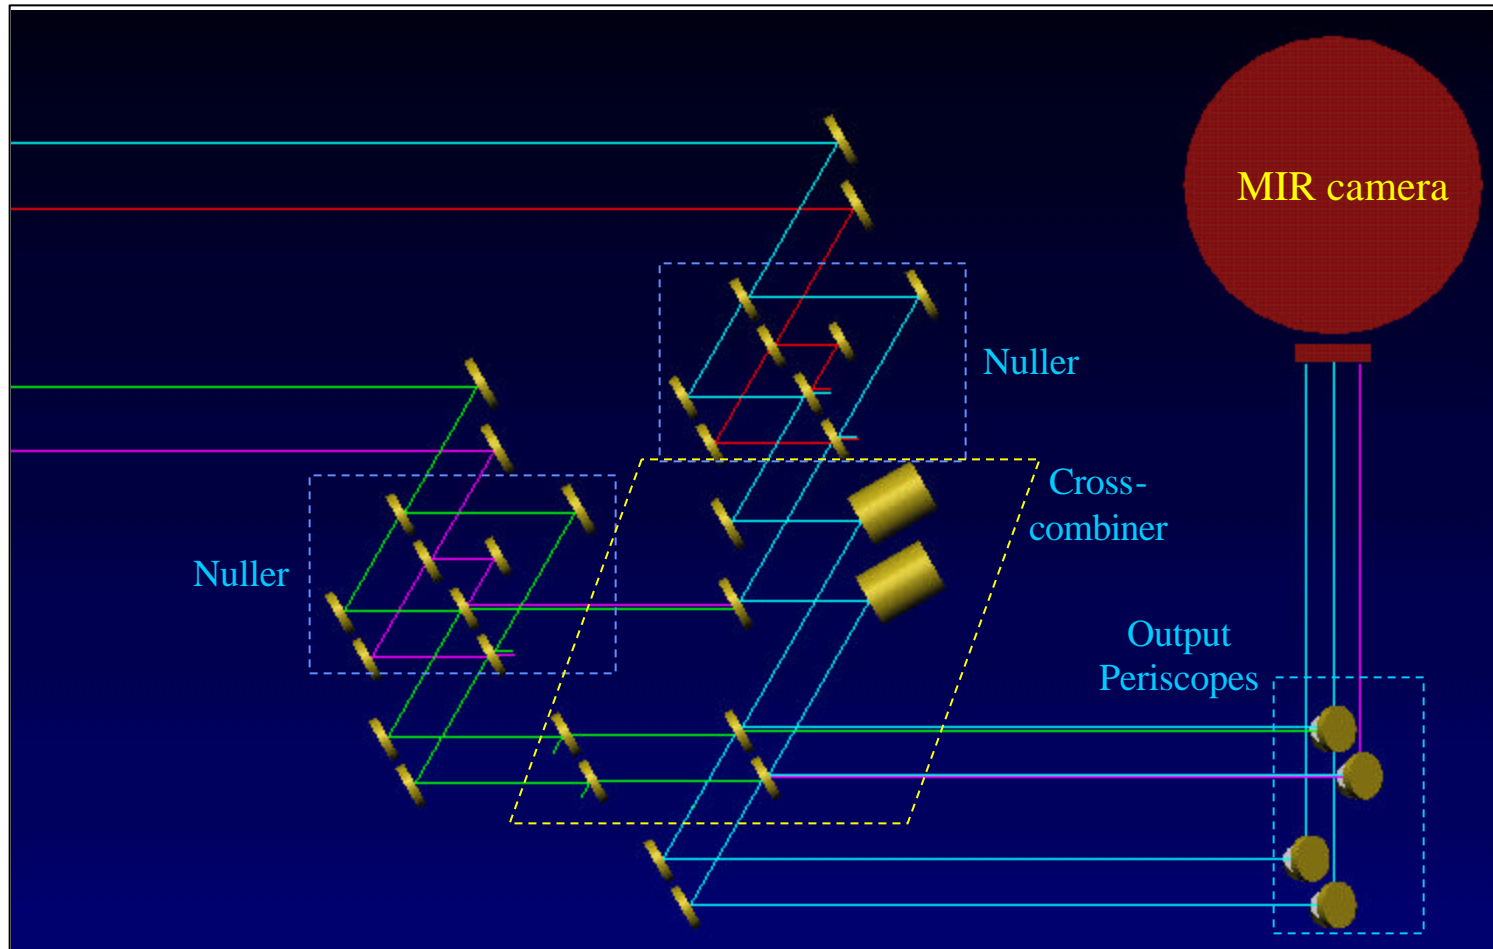 MIR camera
Nuller
Cross-
combiner
Nuller
Output
Periscopes